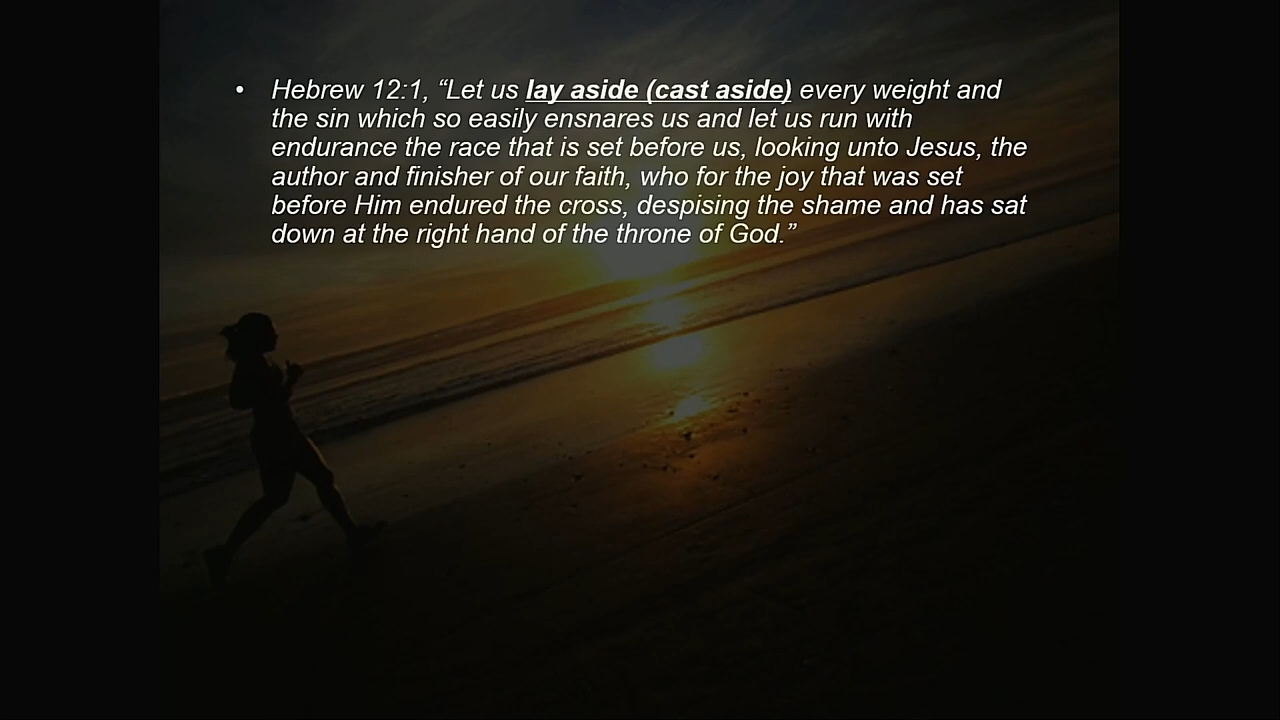 • Hebrew 12:1, “Let us lay aside (cast aside) every weight and
the sin which so easily ensnares us and let us run with
endurance the race that is set before us, looking unto Jesus, the
author and finisher of our faith, who for the joy that was set
before Him endured the cross, despising the shame and has sat
down at the right hand of the throne of God.”